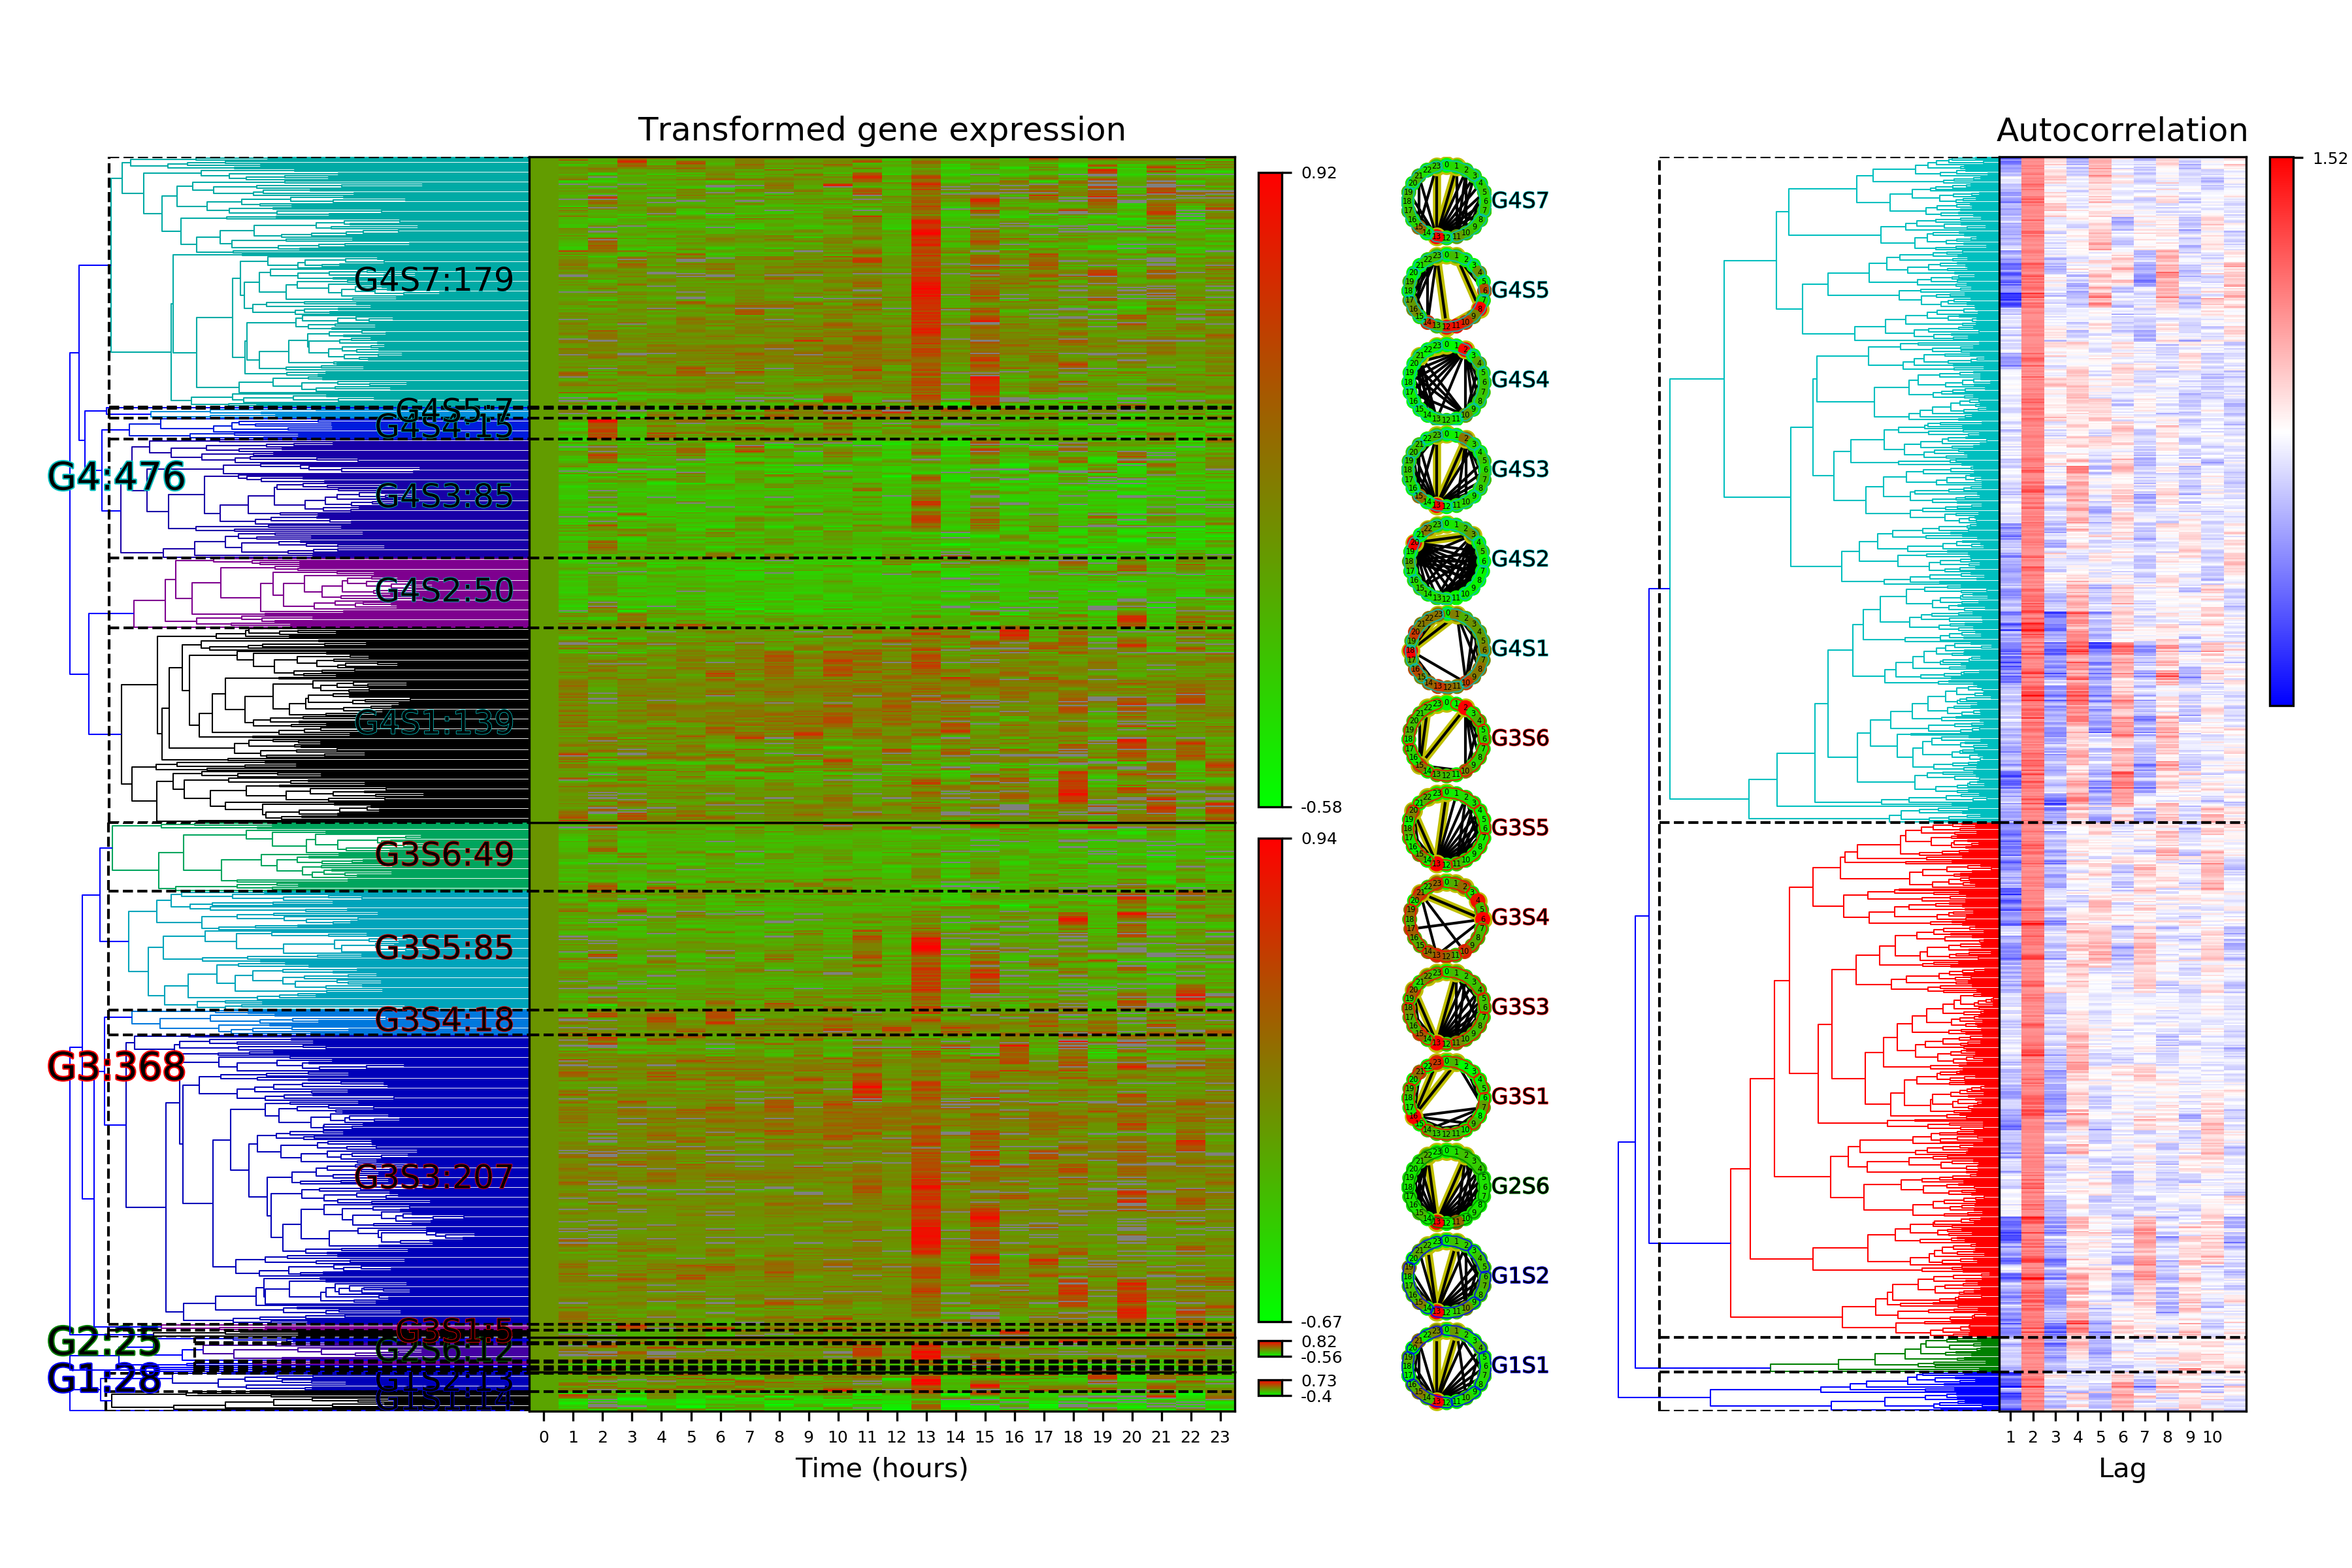 Transformed gene expression
Autocorrelation
G4:476
G4S7:179
G4S5:7
G4S4:15
G4S3:85
G4S2:50
G4S1:139
G3:368
G3S6:49
G3S5:85
G3S4:18
G3S3:207
G3S1:5
G2:25
G2S6:12
G1:28
G1S2:13
0 1 2 3 4 5 6 7 8 9 10 11 12 13 14 15 16 17 18 19 20 21 22 23
Time (hours)
0.92
-0.58
0.94
-0.67
0.82
-0.56
0.73
-0.4
G4S7
G4S5
G4S4
G4S3
G4S2
G4S1
G3S6
G3S5
G3S4
G3S3
G3S1
G2S6
G1S2
G1S1
1.52
1 2 3 4 5 6 7 8 9 10
Lag